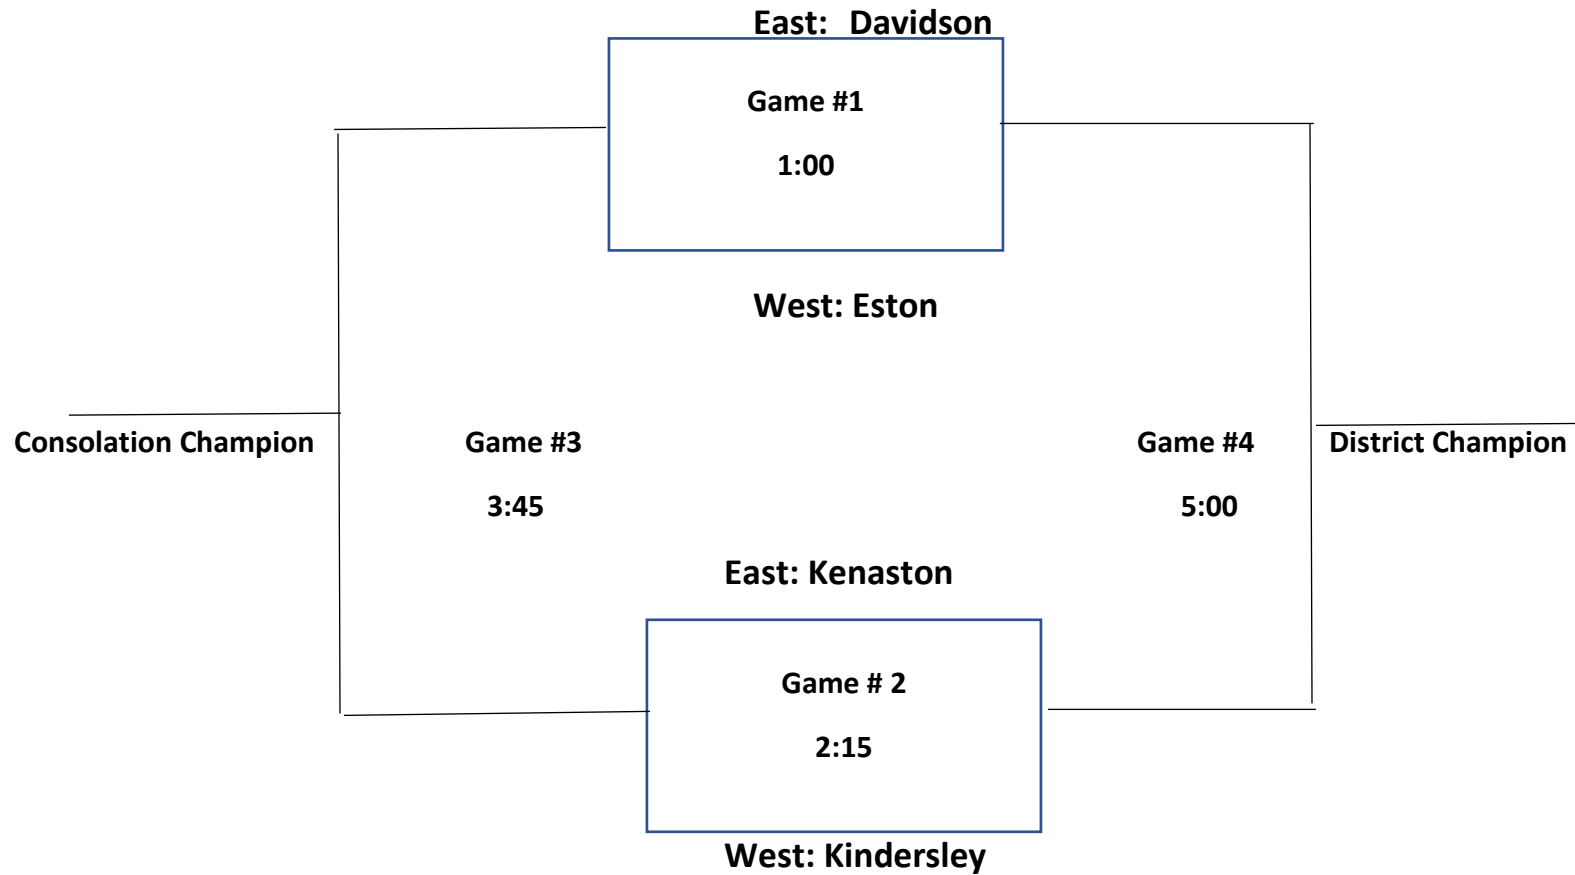 East: Davidson
Game #1
1:00
West: Eston
Consolation Champion
Game #3
3:45
Game #4
5:00
District Champion
East: Kenaston
Game # 2
2:15
West: Kindersley